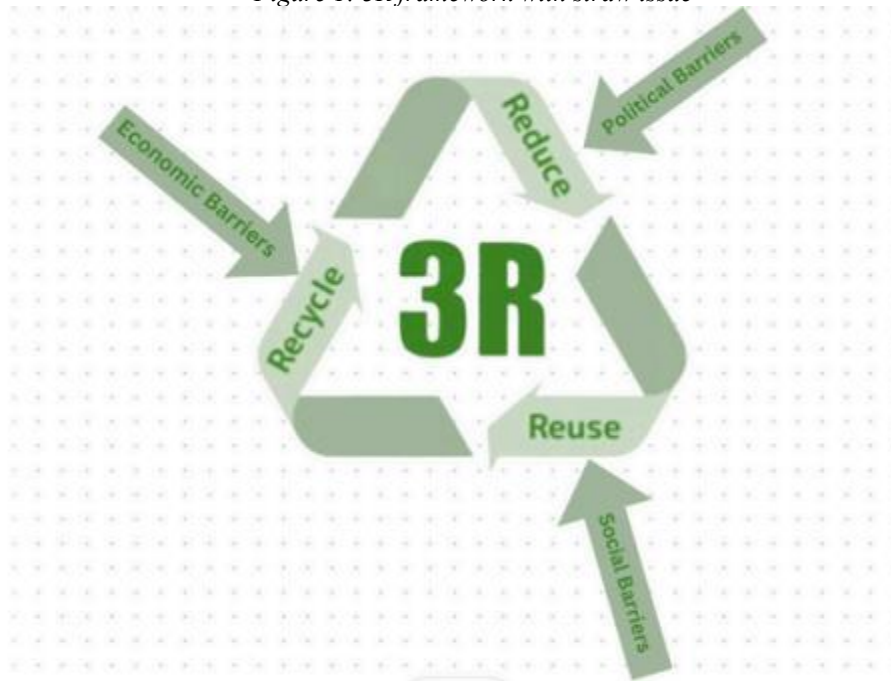 Political Barriers
Economic Barriers
Reduce
3R
Recycle
Reuse
Social Barriers